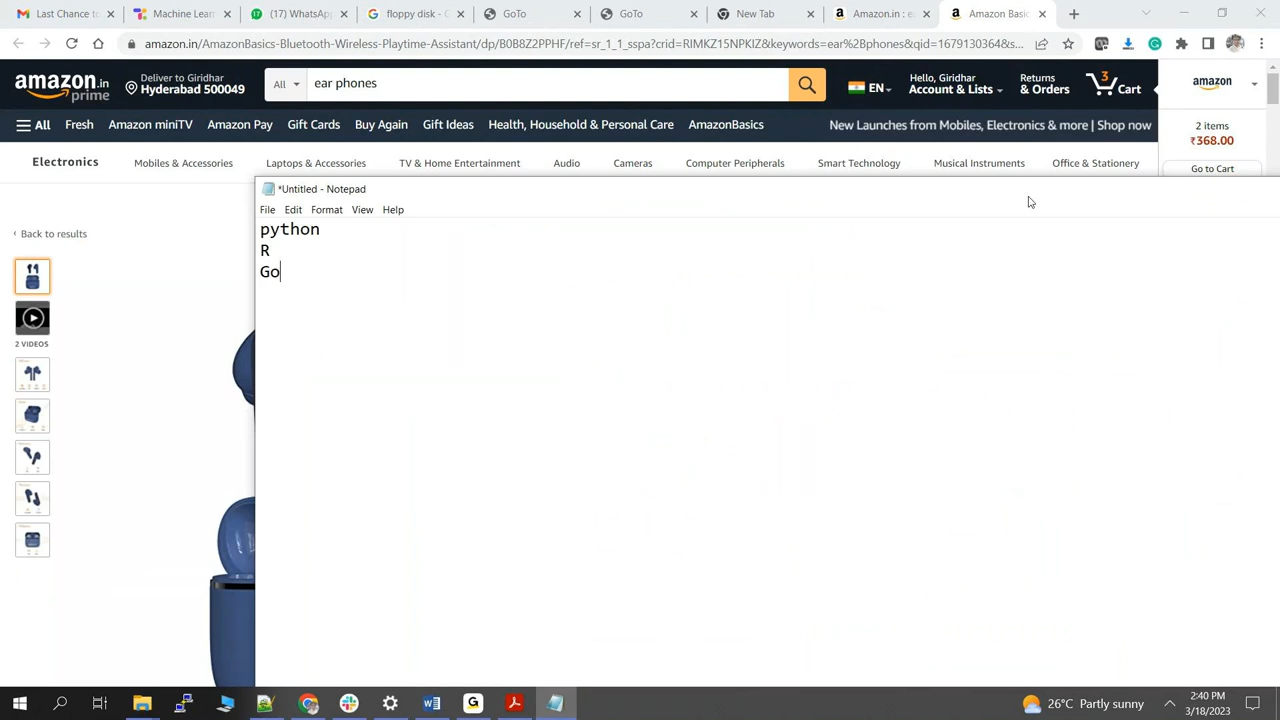 Last Chance to
Machine Learn
(17) WhatsApp
floppy disk - G
GoTo
GoTo
New Tab
Amazon.in : ea
Amazon Basic
amazon.in/AmazonBasics-Bluetooth-Wireless-Playtime-Assistant/dp/B0B8Z2PPHF/ref=sr_1_1_sspa?crid=RIMKZ15NPKIZ&keywords=ear%2Bphones&qid=1679130364&s...
amazon.in
prime
Deliver to Giridhar
Hyderabad 500049
All
ear phones
EN
Hello, Giridhar
Account & Lists
Returns
& Orders
3
Cart
amazon
All
Fresh
Amazon miniTV
Amazon Pay
Gift Cards
Buy Again
Gift Ideas
Health, Household & Personal Care
AmazonBasics
New Launches from Mobiles, Electronics & more | Shop now
2 items
₹368.00
Go to Cart
Electronics
Mobiles & Accessories
Laptops & Accessories
TV & Home Entertainment
Audio
Cameras
Computer Peripherals
Smart Technology
Musical Instruments
Office & Stationery
‹ Back to results
2 VIDEOS
*Untitled - Notepad
File
Edit
Format
View
Help
python
R
Go
26°C Partly sunny
2:40 PM
3/18/2023